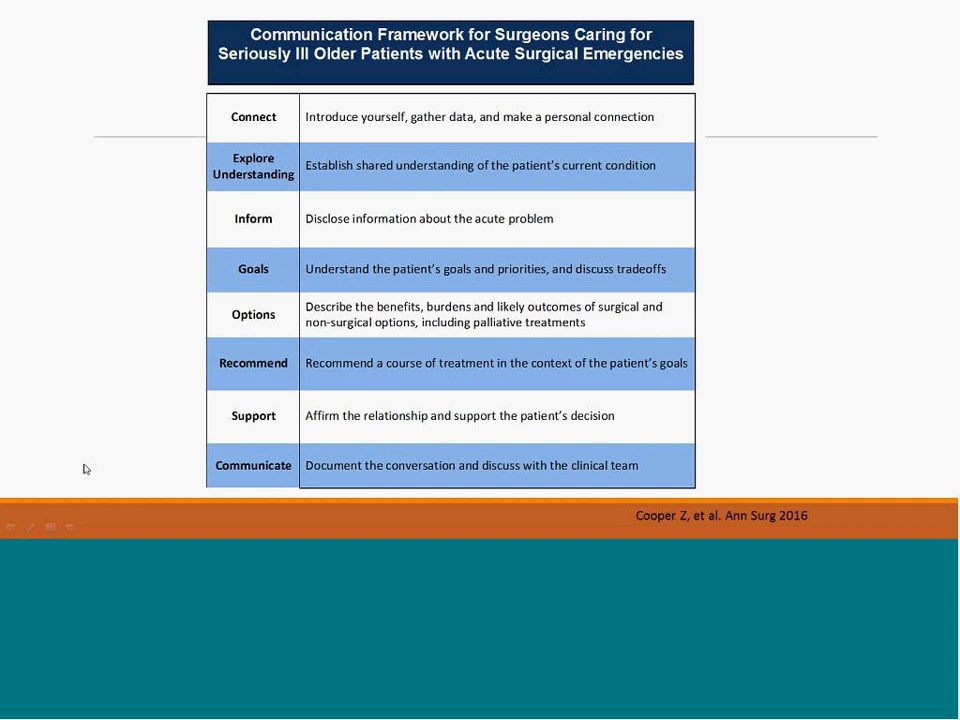 Communication Framework for Surgeons Caring for
Seriously Ill Older Patients with Acute Surgical Emergencies
Connect
Introduce yourself, gather data, and make a personal connection
Explore
Understanding
Establish shared understanding of the patient's current condition
Inform
Disclose information about the acute problem
Goals
Understand the patient's goals and priorities, and discuss tradeoffs
Options
Describe the benefits, burdens and likely outcomes of surgical and
non-surgical options, including palliative treatments
Recommend
Recommend a course of treatment in the context of the patient's goals
Support
Affirm the relationship and support the patient's decision
Communicate
Document the conversation and discuss with the clinical team
Cooper Z, et al. Ann Surg 2016